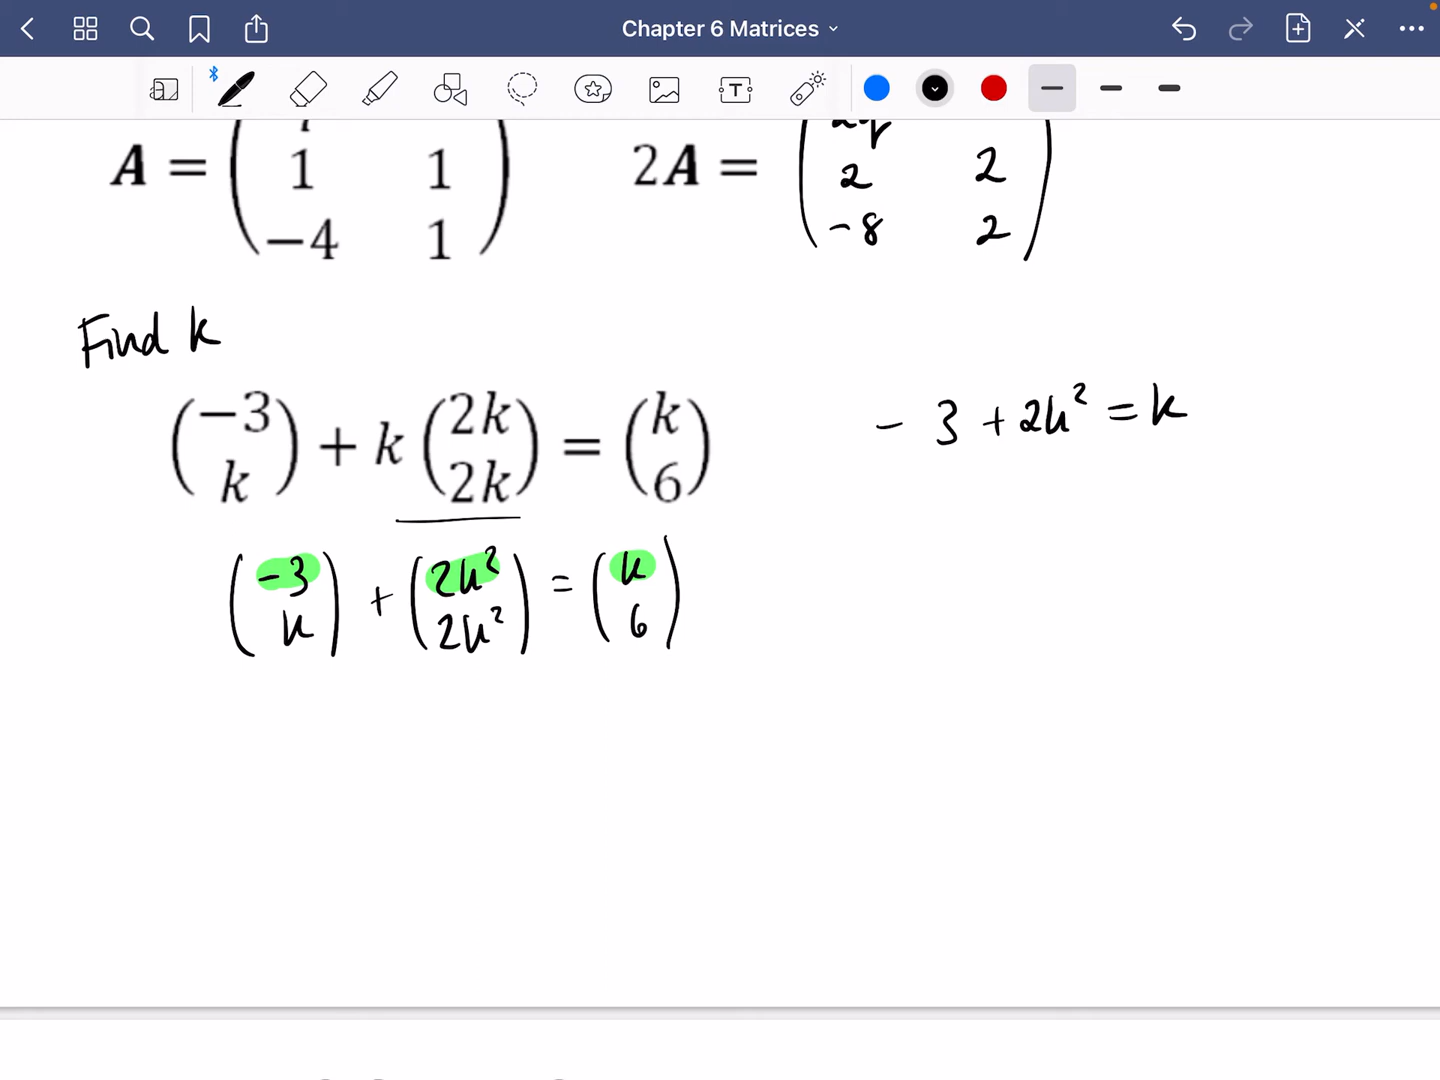 Chapter 6 Matrices
A = ( 1 1 -4 1 ) 2A = ( 2 2 -8 2 )
Find k
(-3 k) + k (2k 2k) = (k 6)
-3 + 2k² = k
(-3 k) + (2k² 2k²) = (k 6)